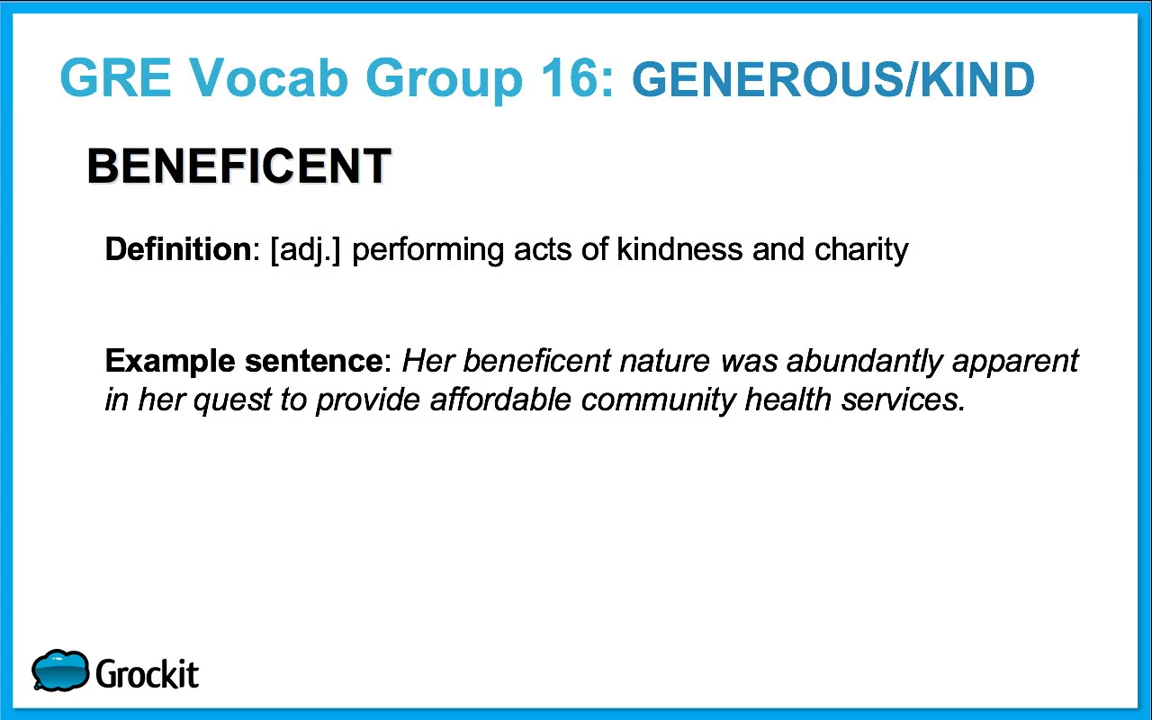 GRE Vocab Group 16: GENEROUS/KIND
BENEFICENT
Definition: [adj.] performing acts of kindness and charity
Example sentence: Her beneficent nature was abundantly apparent
in her quest to provide affordable community health services.
Grockit